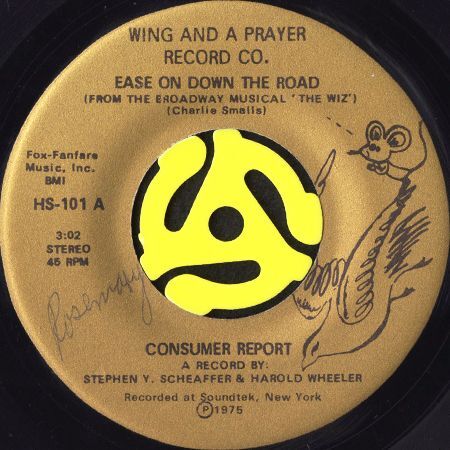 WING AND A PRAYER
RECORD CO.
EASE ON DOWN THE ROAD
(FROM THE BROADWAY MUSICAL 'THE WIZ')
(Charlie Smalls)
Fox-Fanfare
Music, Inc.
BMI
HS-101 A
3:02
STEREO
45 RPM
Rosemary
CONSUMER REPORT
A RECORD BY:
STEPHEN Y. SCHEAFFER & HAROLD WHEELER
Recorded at Soundtek, New York
Ⓟ1975